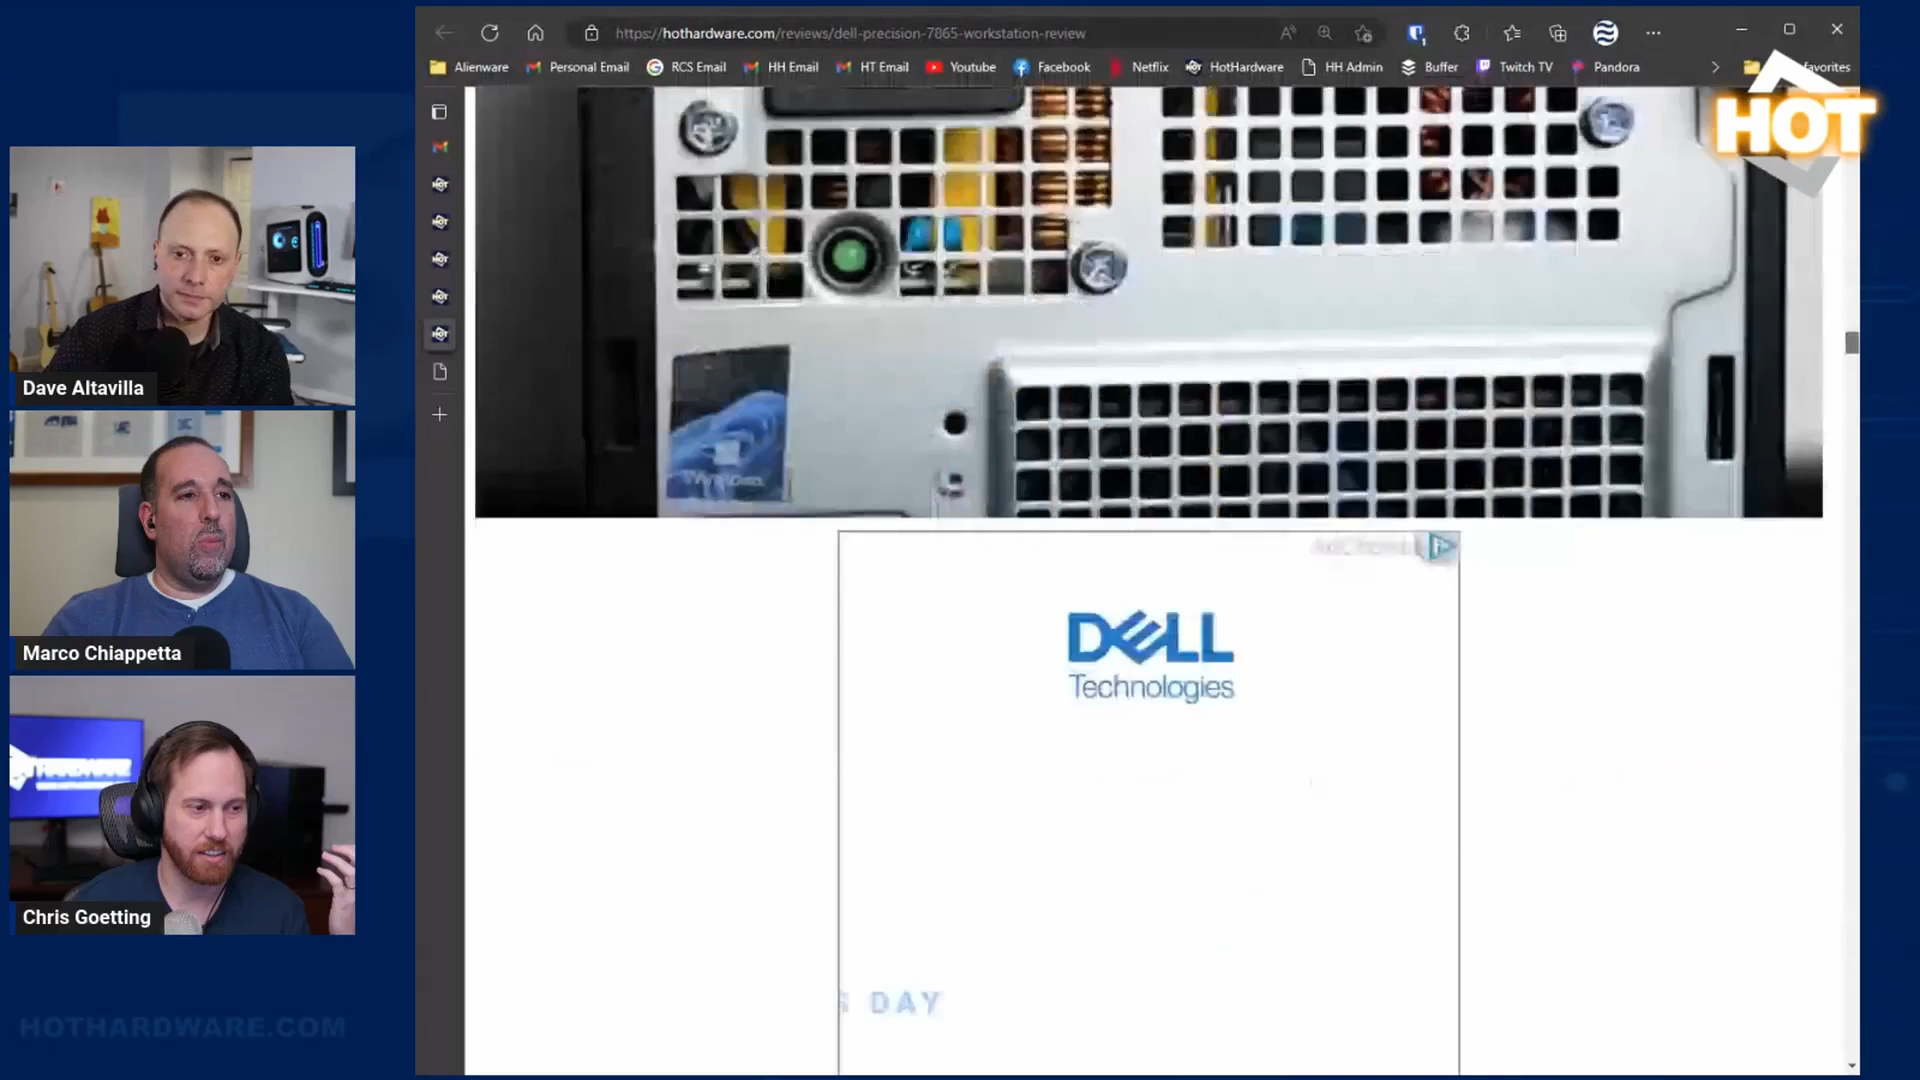 https://hothardware.com/reviews/dell-precision-7865-workstation-review
Alienware
Personal Email
RCS Email
HH Email
HT Email
Youtube
Facebook
Netflix
HotHardware
HH Admin
Buffer
Twitch TV
Pandora
favorites
HOT
Dave Altavilla
Marco Chiappetta
Chris Goetting
HOTHARDWARE.COM
DELL
Technologies
DAY